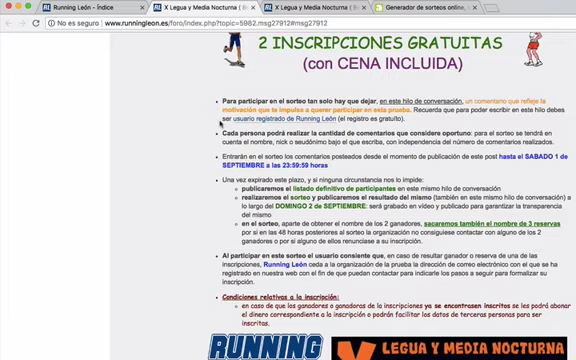 Running León - Índice
X Legua y Media Nocturna ( B
X Legua y Media Nocturna ( B
Generador de sorteos online,
No es seguro
www.runningleon.es/foro/index.php?topic=5982.msg27912#msg27912
2 INSCRIPCIONES GRATUITAS
(con CENA INCLUIDA)
Para participar en el sorteo tan solo hay que dejar, en este hilo de conversación, un comentario que refleje la
motivación que te impulsa a querer participar en esta prueba. Recuerda que para poder escribir en este hilo debes
ser usuario registrado de Running León (el registro es gratuito).
Cada persona podrá realizar la cantidad de comentarios que considere oportuno: para el sorteo se tendrá en
cuenta el nombre, nick o seudónimo bajo el que escriba, con independencia del número de comentarios realizados.
Entrarán en el sorteo los comentarios posteados desde el momento de publicación de este post hasta el SABADO 1 de
SEPTIEMBRE a las 23:59:59 horas
Una vez expirado este plazo, y si ninguna circunstancia nos lo impide:
publicaremos el listado definitivo de participantes en este mismo hilo de conversación
realizaremos el sorteo y publicaremos el resultado del mismo (también en este mismo hilo de conversación) a
lo largo del DOMINGO 2 de SEPTIEMBRE: será grabado en vídeo y publicado para garantizar la transparencia
del mismo
en el sorteo, aparte de obtener el nombre de los 2 ganadores, sacaremos también el nombre de 3 reservas
por si en las 48 horas posteriores al sorteo la organización no consiguiese contactar con alguno de los 2
ganadores o por si alguno de ellos renunciase a su inscripción.
Al participar en este sorteo el usuario consiente que, en caso de resultar ganador o reserva de una de las
inscripciones, Running León ceda a la organización de la prueba la dirección de correo electrónico con el que se ha
registrado en nuestra web con el fin de que puedan contactar para indicarle los pasos a seguir para formalizar su
inscripción.
Condiciones relativas a la inscripción:
en caso de que los ganadores o ganadoras de la inscripciones ya se encontrasen inscritos se les podrá abonar
el dinero correspondiente a la inscripción o podrán facilitar los datos de terceras personas para ser
inscritas.
RUNNING
LEGUA Y MEDIA NOCTURNA